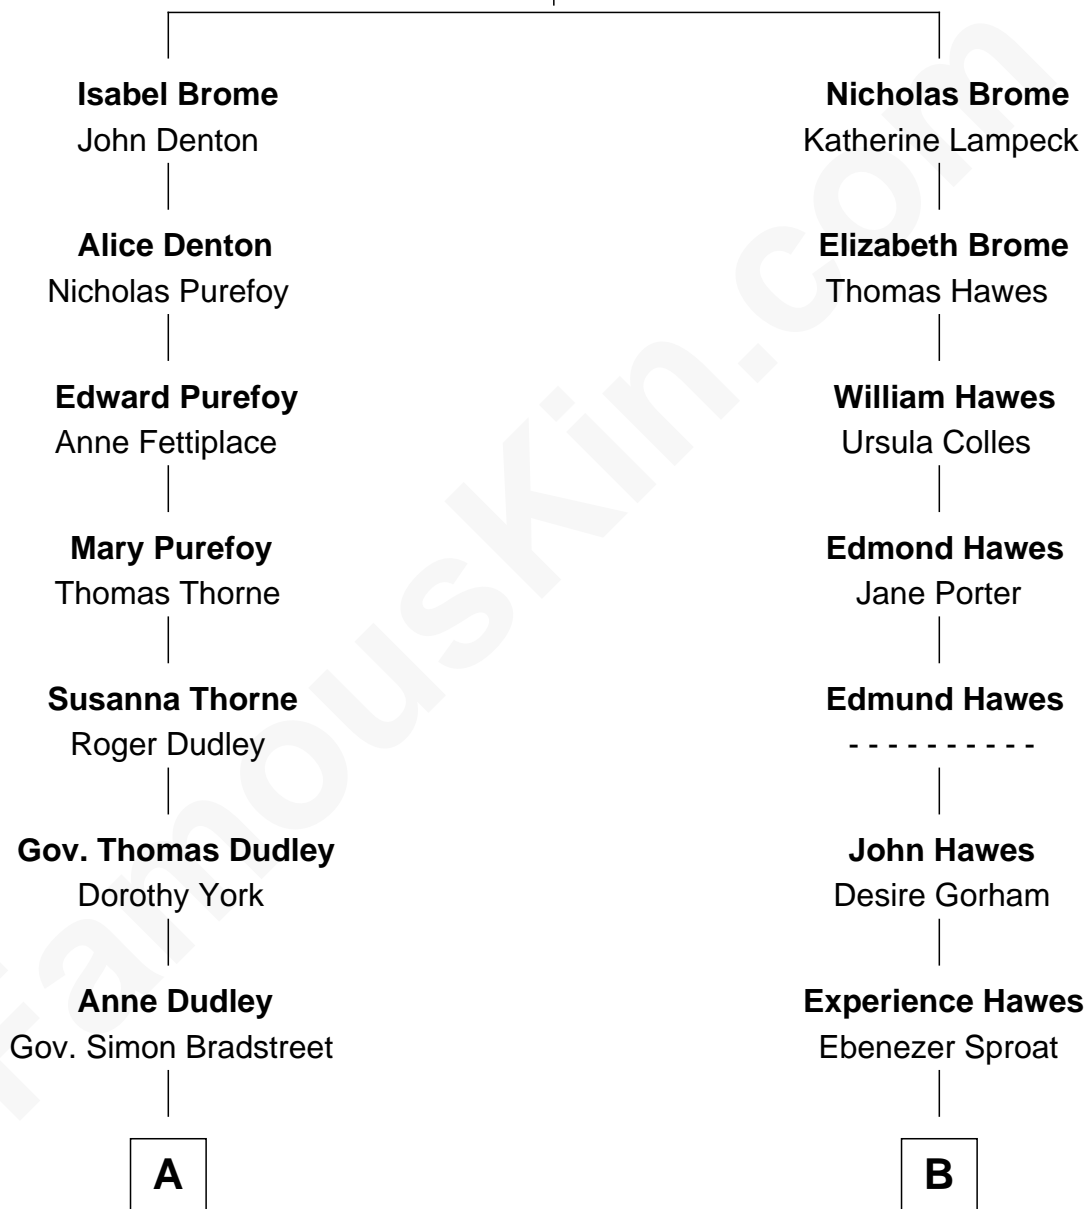 Isabel Brome
John Denton
Alice Denton
Nicholas Purefoy
Edward Purefoy
Anne Fettiplace
Mary Purefoy
Thomas Thorne
Susanna Thorne
Roger Dudley
Gov. Thomas Dudley
Dorothy York
Anne Dudley
Gov. Simon Bradstreet
A
Nicholas Brome
Katherine Lampeck
Elizabeth Brome
Thomas Hawes
William Hawes
Ursula Colles
Edmond Hawes
Jane Porter
Edmund Hawes
- - - - - - - - - -
John Hawes
Desire Gorham
Experience Hawes
Ebenezer Sproat
B
FamousKin.com